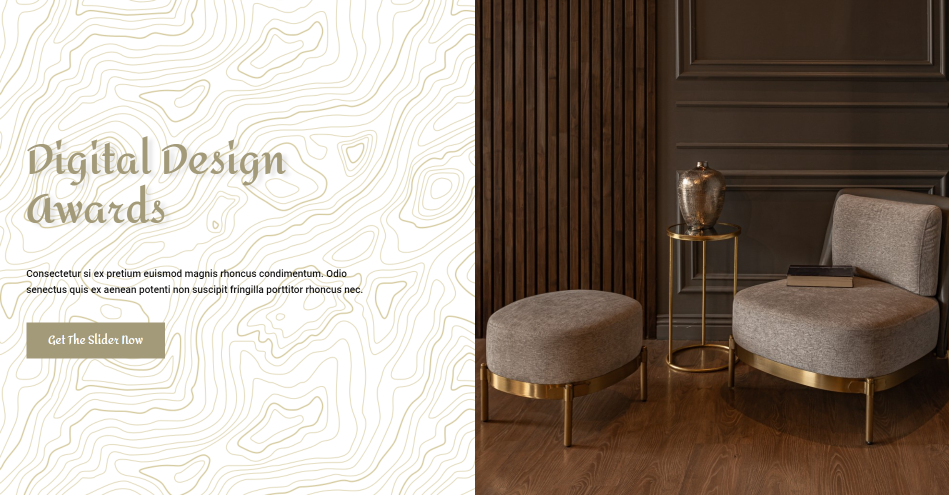 Digital Design
Awards
Consectetur si ex pretium euismod magnis rhoncus condimentum. Odio
senectus quis ex aenean potenti non suscipit fringilla porttitor rhoncus nec.
Get The Slider Now